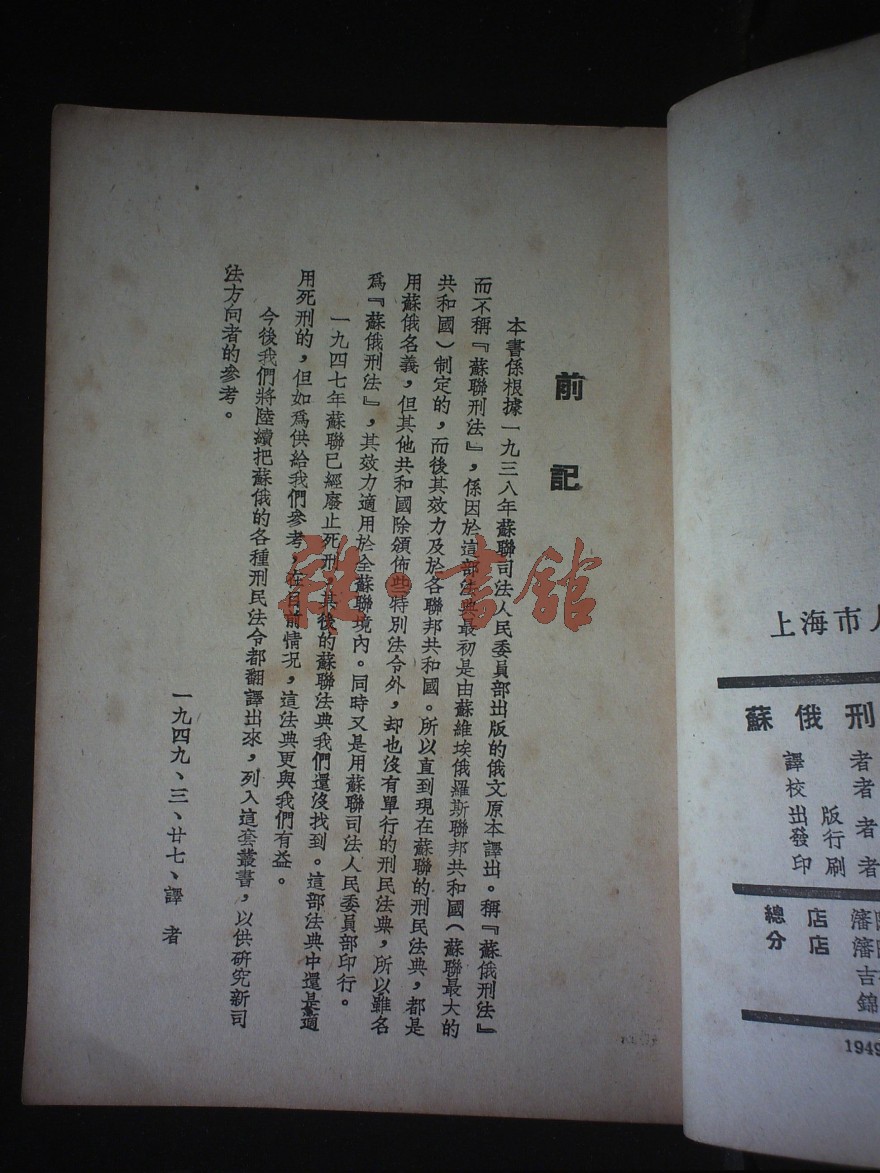 前記
本書係根據一九三八年蘇聯司法人民委員部出版的俄文原本譯出。稱『蘇俄刑法』
而不稱『蘇聯刑法』，係因於這部法典最初是由蘇維埃俄羅斯聯邦共和國（蘇聯最大的
共和國）制定的，而後其效力及於各聯邦共和國。所以直到現在蘇聯的刑民法典，都是
用蘇俄名義，但其他共和國除頒佈些特別法令外，却也沒有單行的刑民法典，所以雖名
爲『蘇俄刑法』，其效力適用於全蘇聯境內。同時又是用蘇聯司法人民委員部印行。
一九四七年蘇聯已經廢止死刑，其後的蘇聯法典我們還沒找到。這部法典中還是適
用死刑的，但如爲供給我們參考，在目前情况，這法典更與我們有益。
今後我們將陸續把蘇俄的各種刑民法令都翻譯出來，列入這套叢書，以供研究新司
法方向者的參考。
一九四九、三、廿七、譯者
上海市人
蘇俄刑
譯者
校者
出版者
發行者
印刷者
總店 瀋
分店 瀋
吉
錦
1949
書館